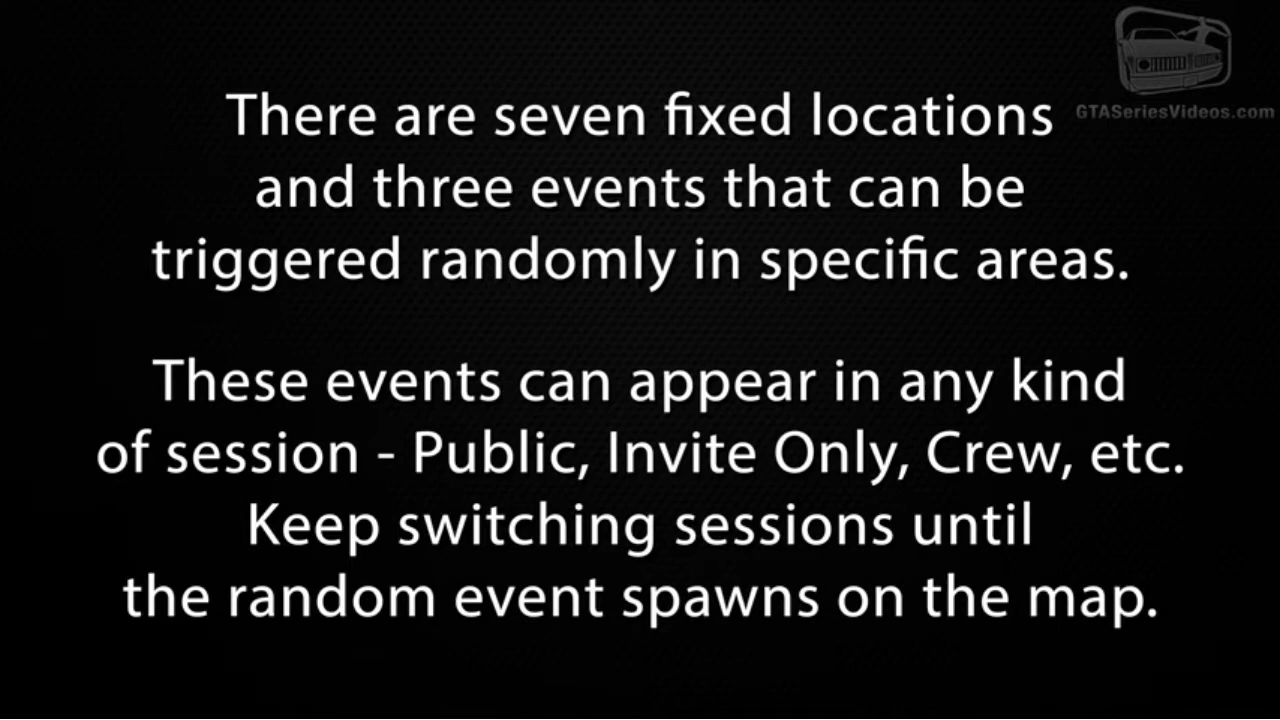 GTASeriesVideos.com
There are seven fixed locations
and three events that can be
triggered randomly in specific areas.
These events can appear in any kind
of session - Public, Invite Only, Crew, etc.
Keep switching sessions until
the random event spawns on the map.